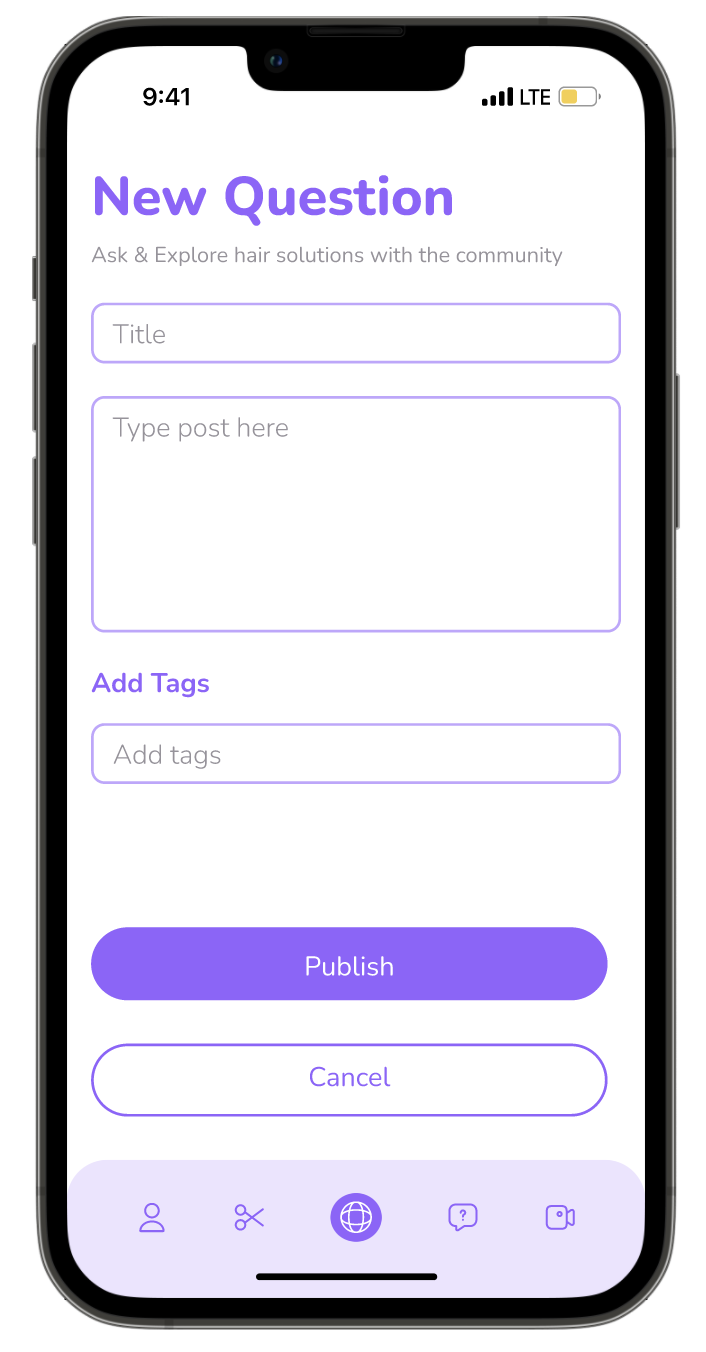 9:41 LTE
New Question
Ask & Explore hair solutions with the community
Title
Type post here
Add Tags
Add tags
Publish
Cancel
?